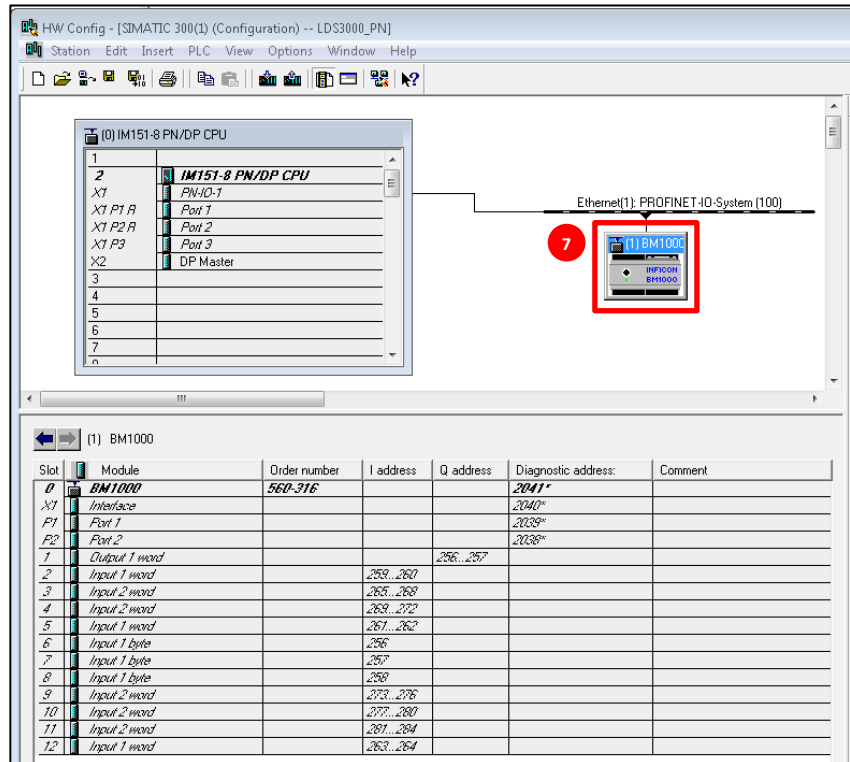 HW Config - [SIMATIC 300(1) (Configuration) -- LDS3000_PN]
Station Edit Insert PLC View Options Window Help
(0) IM151-8 PN/DP CPU
1
2 IM151-8 PN/DP CPU
X1 PN-IO-1
X1 P1 R Port 1
X1 P2 R Port 2
X1 P3 Port 3
X2 DP Master
3
4
5
6
7
Ethernet(1): PROFINET-IO-System (100)
7
(1) BM1000
INFICON
BM1000
(1) BM1000
Slot Module Order number I address Q address Diagnostic address: Comment
0 BM1000 560-316 2041*
X1 Interface 2040*
P1 Port 1 2039*
P2 Port 2 2038*
1 Output 1 word 256...257
2 Input 1 word 259...260
3 Input 2 word 265...268
4 Input 2 word 269...272
5 Input 1 word 261...262
6 Input 1 byte 256
7 Input 1 byte 257
8 Input 1 byte 258
9 Input 2 word 273...276
10 Input 2 word 277...280
11 Input 2 word 281...284
12 Input 1 word 263...264